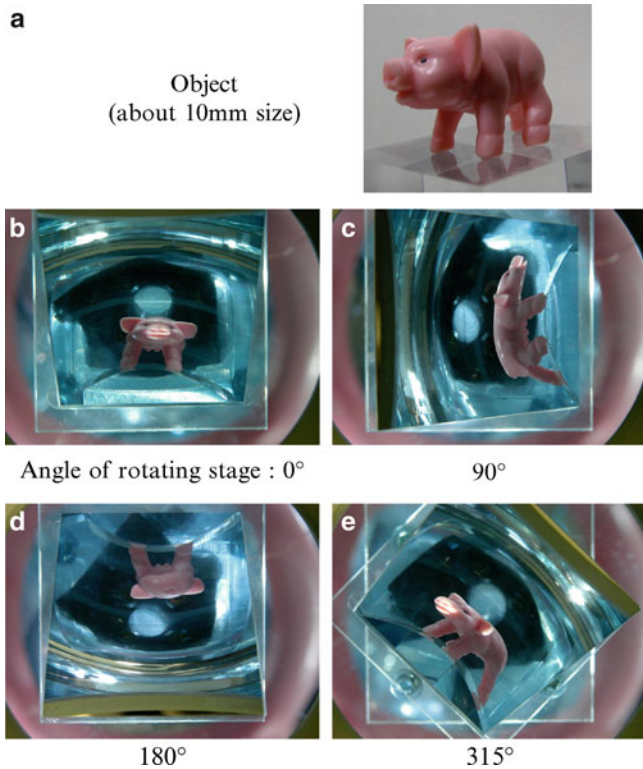 a
Object
(about 10mm size)
b
c
Angle of rotating stage : 0°
90°
d
e
180°
315°